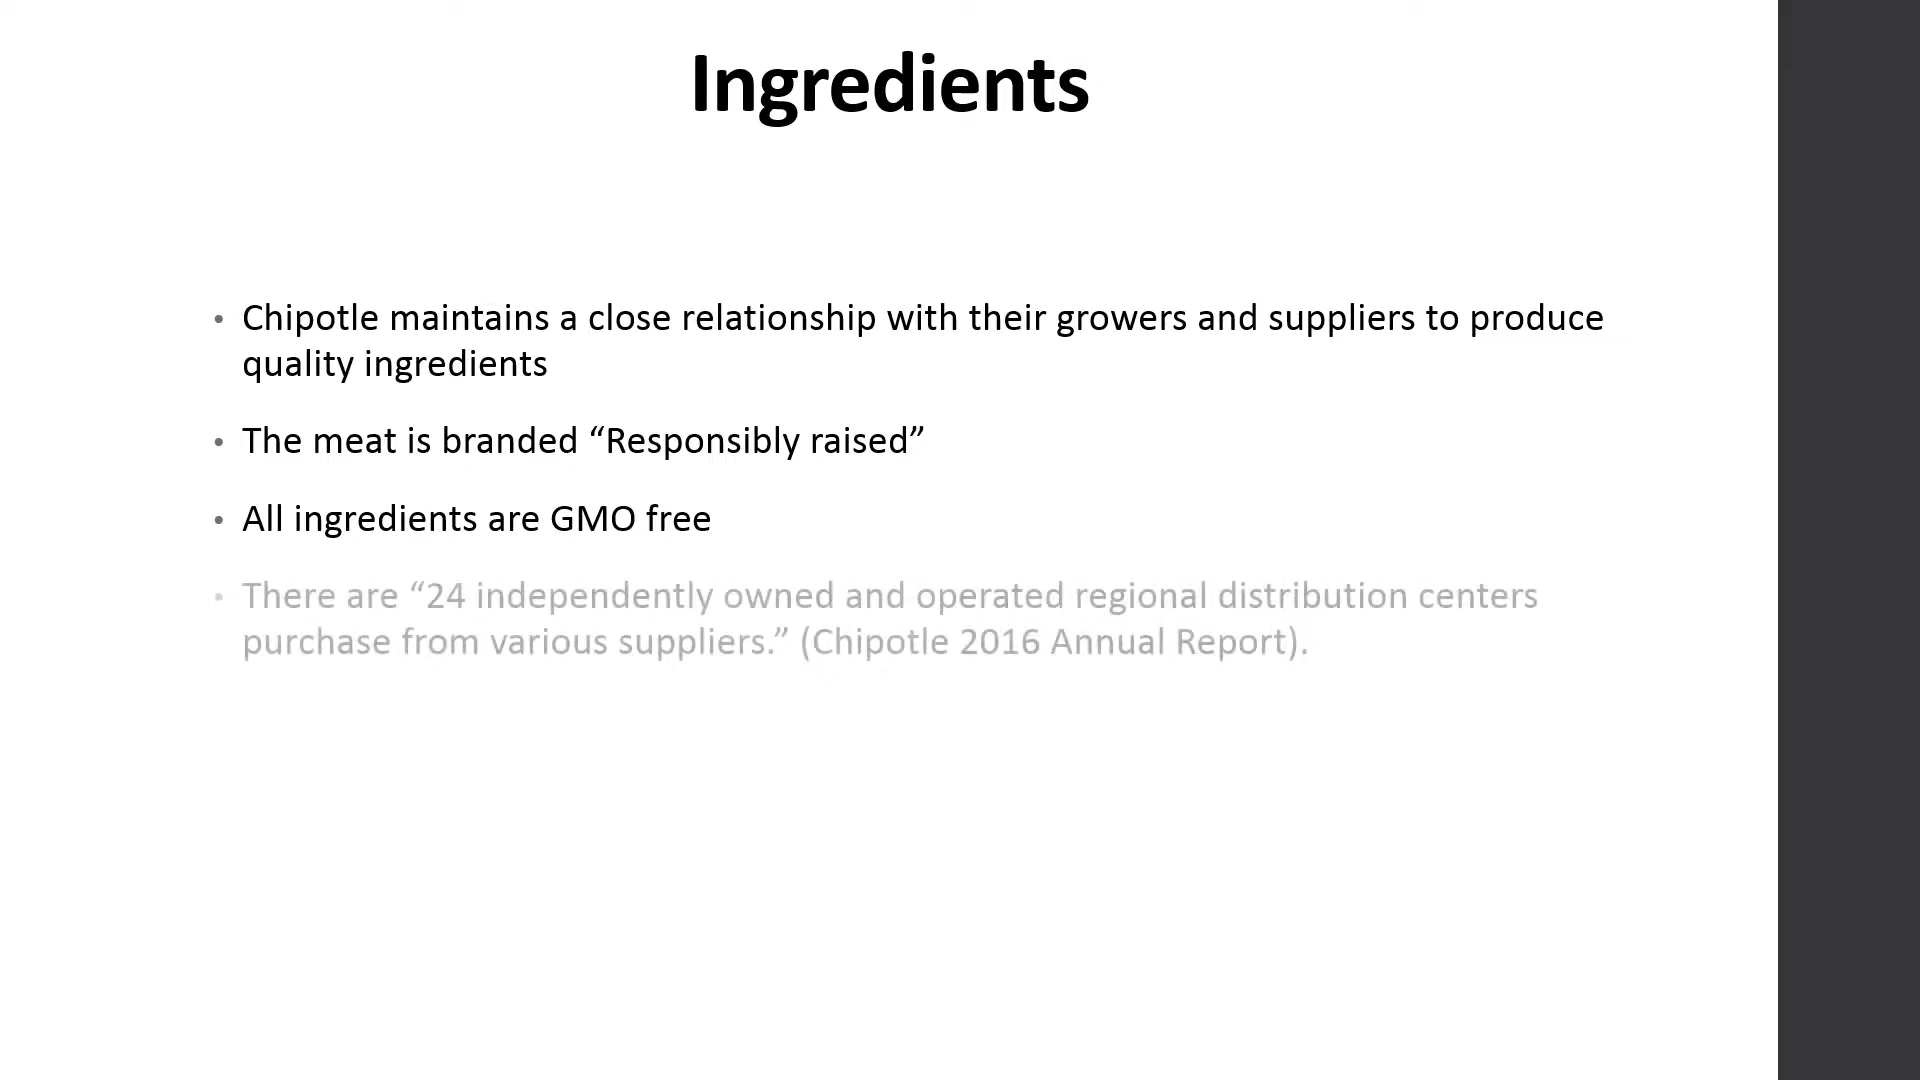 Ingredients
• Chipotle maintains a close relationship with their growers and suppliers to produce
quality ingredients
• The meat is branded “Responsibly raised”
• All ingredients are GMO free
• There are “24 independently owned and operated regional distribution centers
purchase from various suppliers.” (Chipotle 2016 Annual Report).